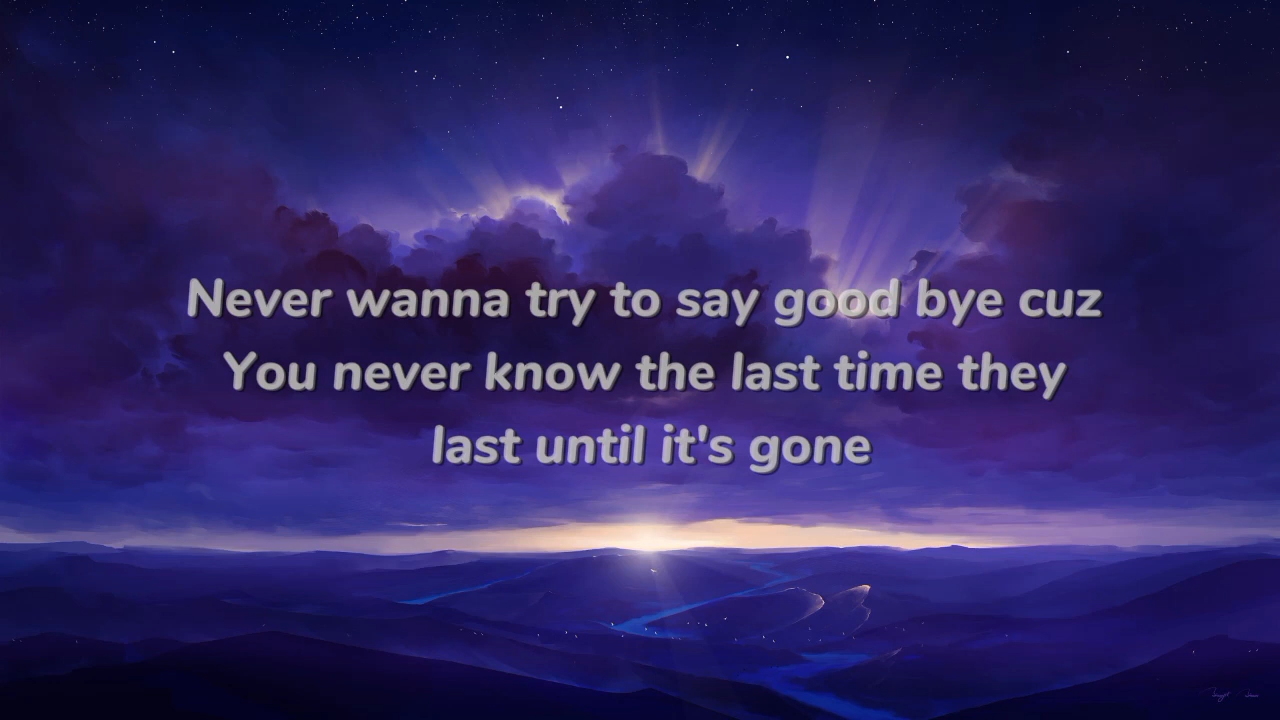 Never wanna try to say good bye cuz
You never know the last time they
last until it's gone